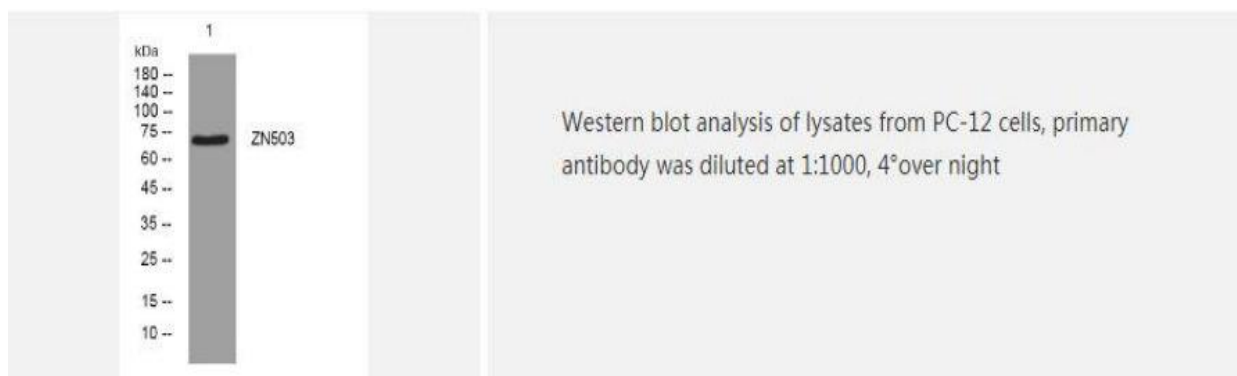 1
kDa
180 --
140 --
100 --
75 --
ZN503
60 --
45 --
35 --
25 --
15 --
10 --
Western blot analysis of lysates from PC-12 cells, primary
antibody was diluted at 1:1000, 4°over night